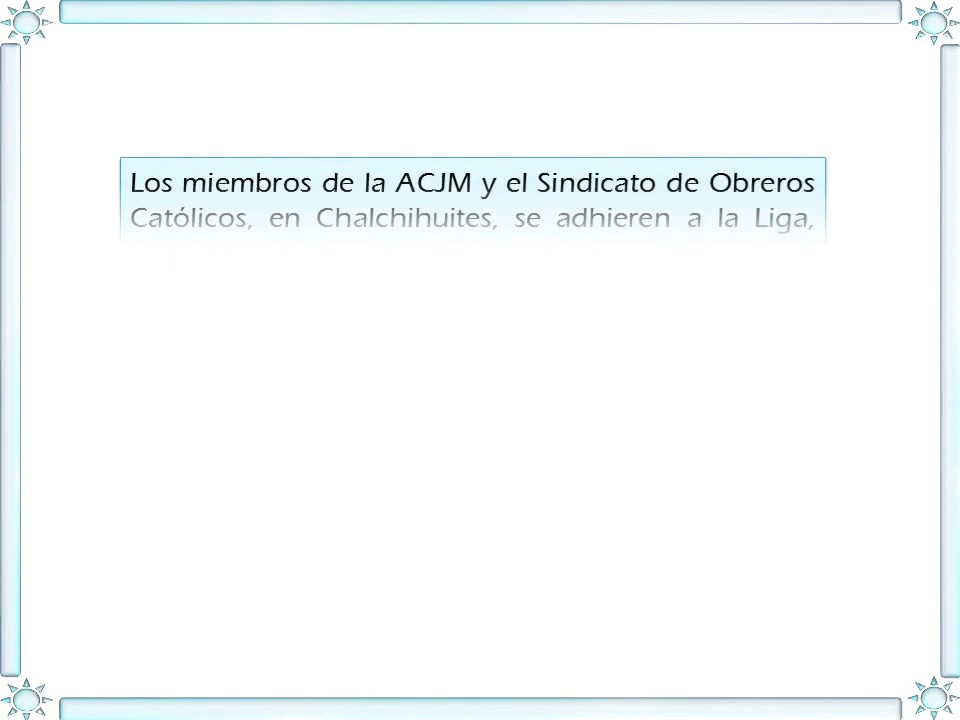 Los miembros de la ACJM y el Sindicato de Obreros
Católicos, en Chalchihuites, se adhieren a la Liga,